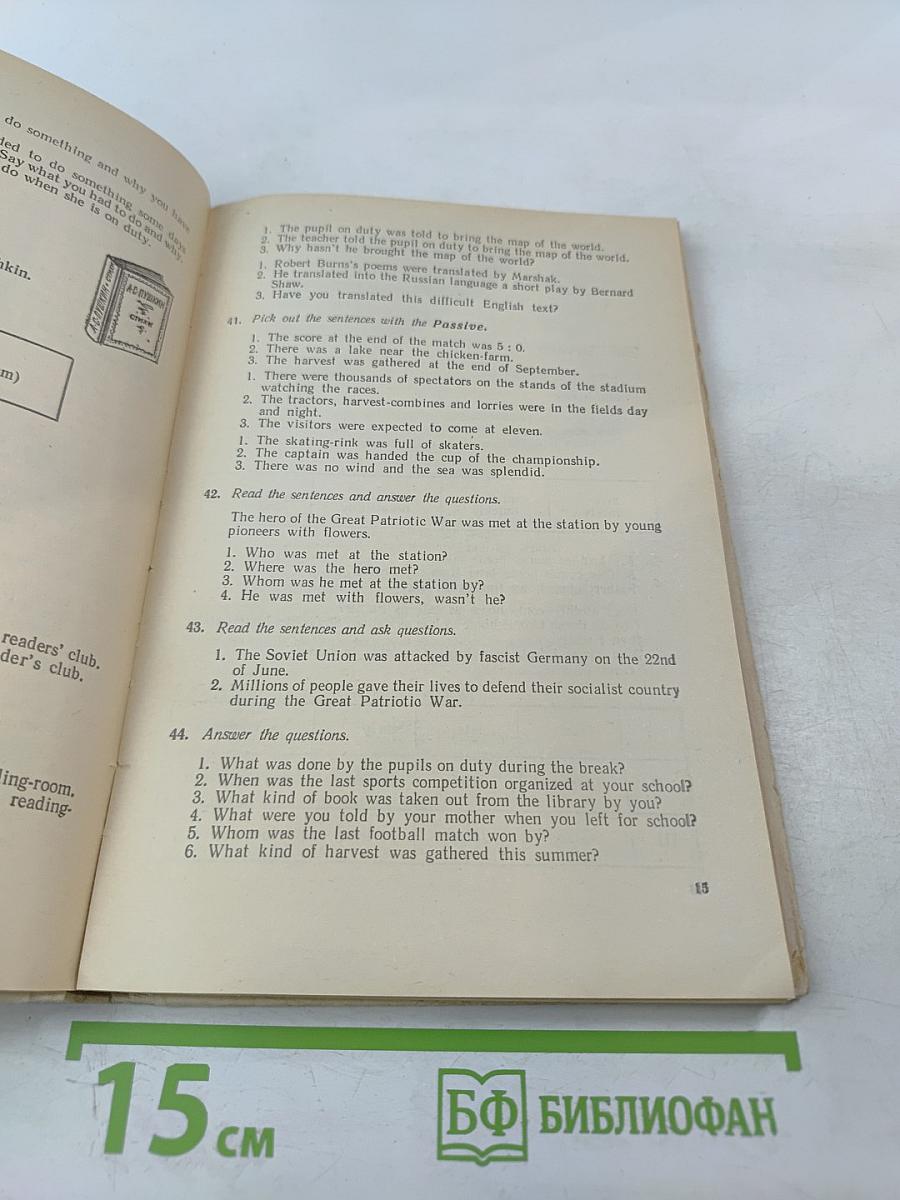 do something and why you have
ded to do something some days
Say what you had to do and why.
do when she is on duty.
kin.
А·С·ПУШКИН·СТИХИ
А·С·ПУШКИН
СТИХИ
m)
readers' club.
der's club.
ling-room.
reading-
1. The pupil on duty was told to bring the map of the world.
2. The teacher told the pupil on duty to bring the map of the world.
3. Why hasn't he brought the map of the world?
1. Robert Burns's poems were translated by Marshak.
2. He translated into the Russian language a short play by Bernard
Shaw.
3. Have you translated this difficult English text?
41. Pick out the sentences with the Passive.
1. The score at the end of the match was 5 : 0.
2. There was a lake near the chicken-farm.
3. The harvest was gathered at the end of September.
1. There were thousands of spectators on the stands of the stadium
watching the races.
2. The tractors, harvest-combines and lorries were in the fields day
and night.
3. The visitors were expected to come at eleven.
1. The skating-rink was full of skaters.
2. The captain was handed the cup of the championship.
3. There was no wind and the sea was splendid.
42. Read the sentences and answer the questions.
The hero of the Great Patriotic War was met at the station by young
pioneers with flowers.
1. Who was met at the station?
2. Where was the hero met?
3. Whom was he met at the station by?
4. He was met with flowers, wasn't he?
43. Read the sentences and ask questions.
1. The Soviet Union was attacked by fascist Germany on the 22nd
of June.
2. Millions of people gave their lives to defend their socialist country
during the Great Patriotic War.
44. Answer the questions.
1. What was done by the pupils on duty during the break?
2. When was the last sports competition organized at your school?
3. What kind of book was taken out from the library by you?
4. What were you told by your mother when you left for school?
5. Whom was the last football match won by?
6. What kind of harvest was gathered this summer?
15
15 см
БФ БИБЛИОФАН